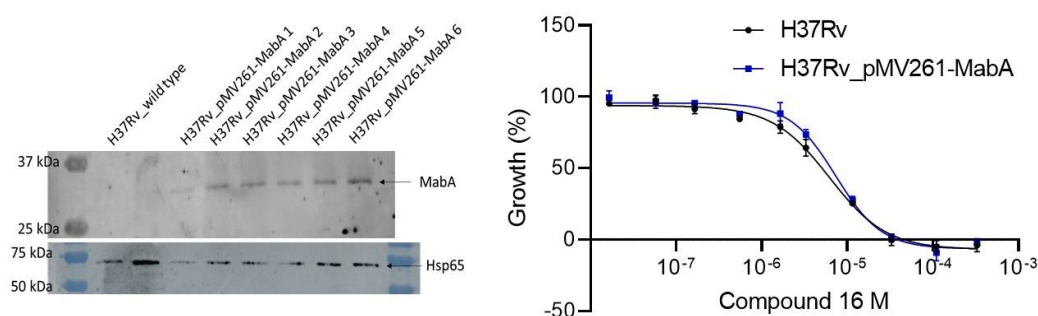 H37Rv_wild type
H37Rv_pMV261-MabA 1
H37Rv_pMV261-MabA 2
H37Rv_pMV261-MabA 3
H37Rv_pMV261-MabA 4
H37Rv_pMV261-MabA 5
H37Rv_pMV261-MabA 6
37 kDa
MabA
25 kDa
75 kDa
Hsp65
50 kDa
H37Rv
H37Rv_pMV261-MabA
Growth (%)
150
100
50
0
-50
10-7
10-6
10-5
10-4
10-3
Compound 16 M